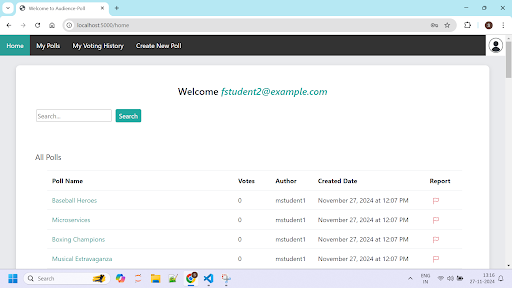 Welcome to Audience Poll
localhost:5000/home
Home My Polls My Voting History Create New Poll
Welcome fstudent2@example.com
Search... Search
All Polls
Poll Name Votes Author Created Date Report
Baseball Heroes 0 mstudent1 November 27, 2024 at 12:07 PM
Microservices 0 mstudent1 November 27, 2024 at 12:07 PM
Boxing Champions 0 mstudent1 November 27, 2024 at 12:07 PM
Musical Extravaganza 0 mstudent1 November 27, 2024 at 12:07 PM
Search ENG 13:16
IN 27-11-2024